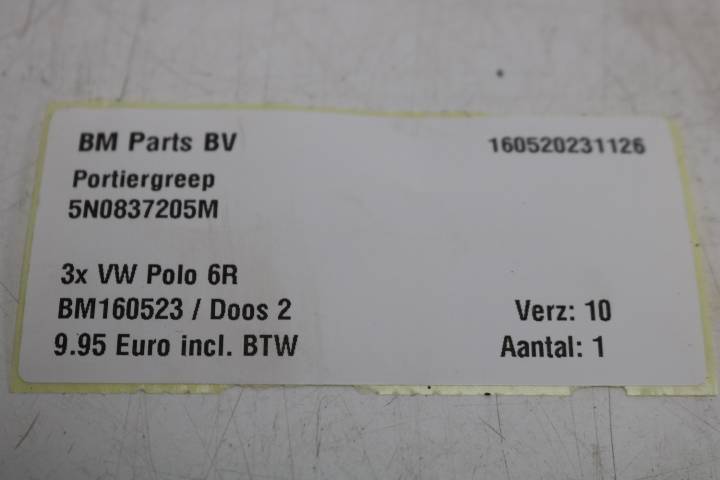 BM Parts BV 160520231126
Portiergreep
5N0837205M
3x VW Polo 6R
BM160523 / Doos 2 Verz: 10
9.95 Euro incl. BTW Aantal: 1